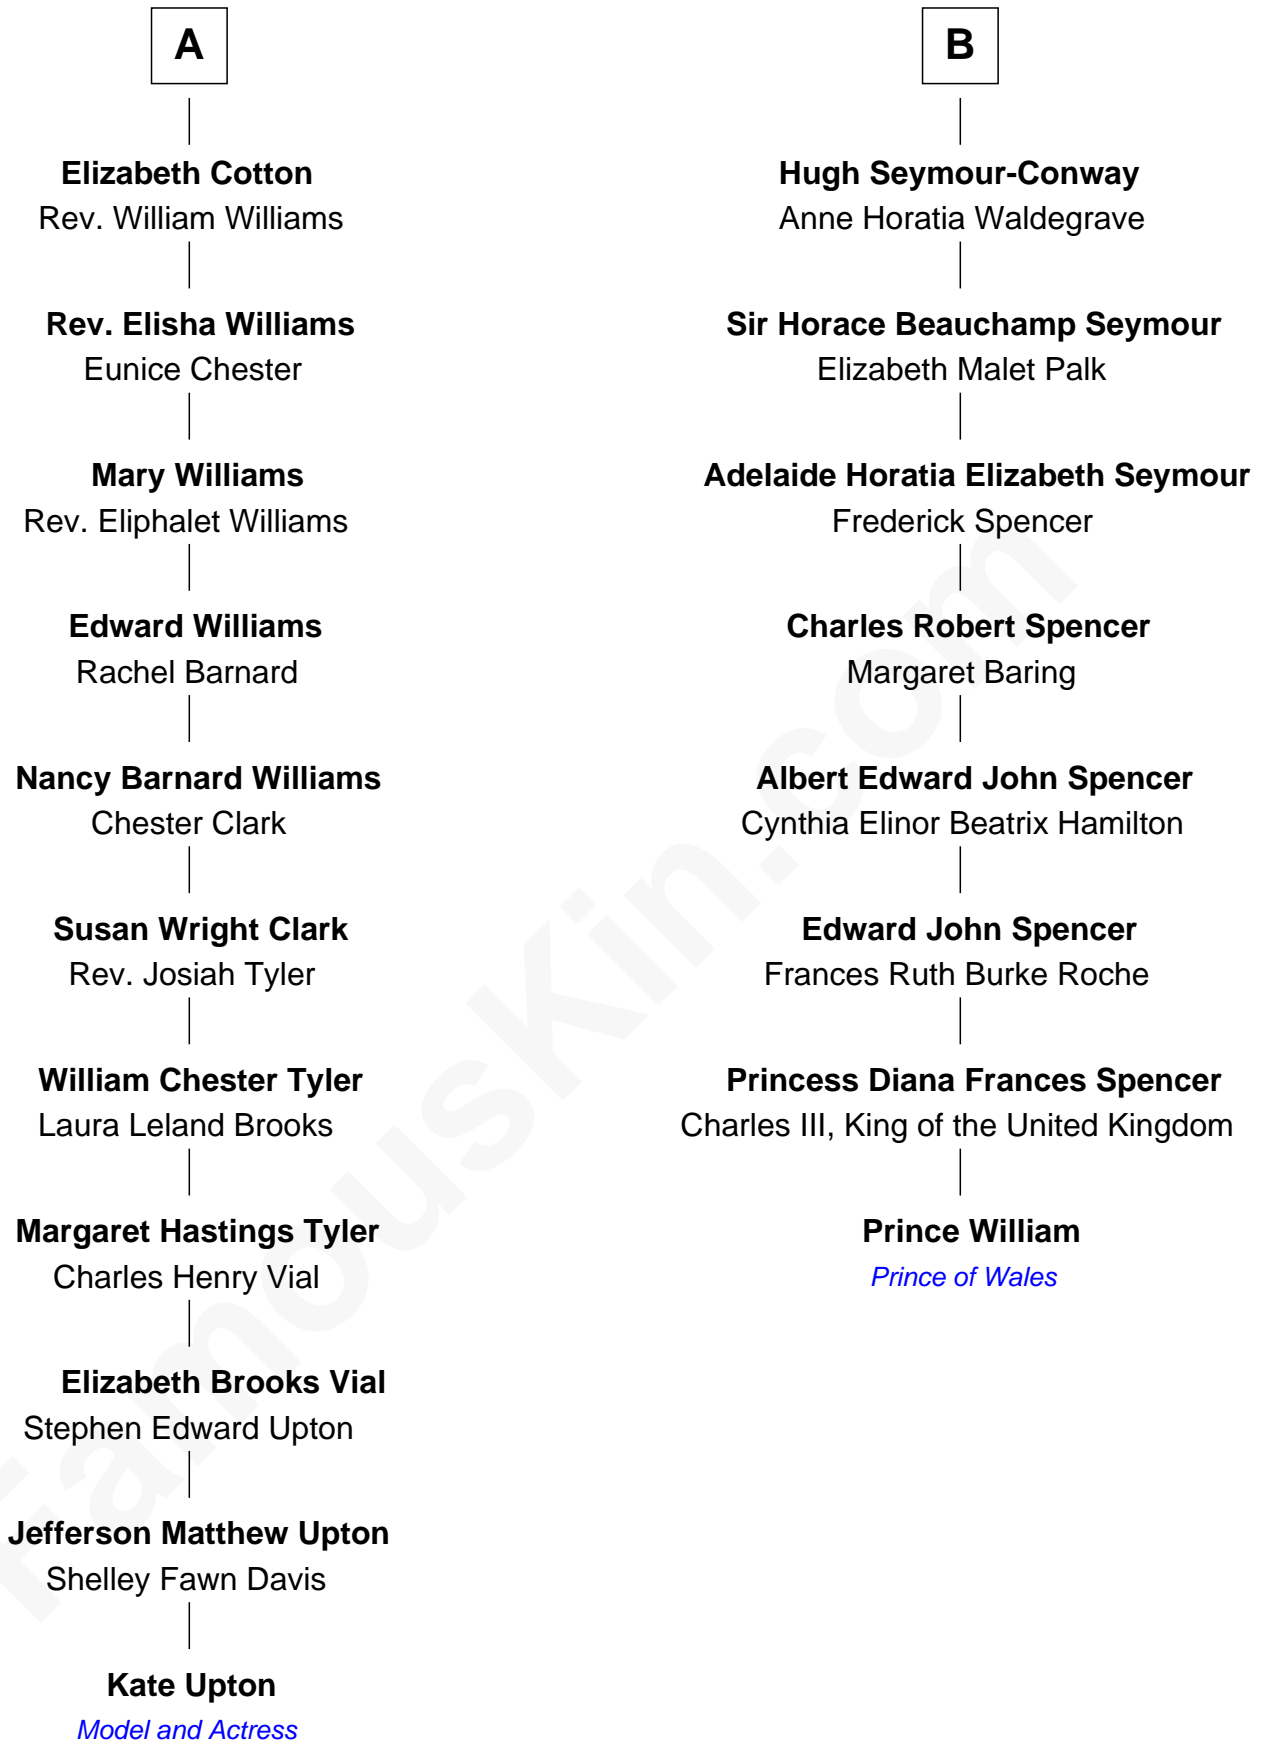 A
Elizabeth Cotton
Rev. William Williams
Rev. Elisha Williams
Eunice Chester
Mary Williams
Rev. Eliphalet Williams
Edward Williams
Rachel Barnard
Nancy Barnard Williams
Chester Clark
Susan Wright Clark
Rev. Josiah Tyler
William Chester Tyler
Laura Leland Brooks
Margaret Hastings Tyler
Charles Henry Vial
Elizabeth Brooks Vial
Stephen Edward Upton
Jefferson Matthew Upton
Shelley Fawn Davis
Kate Upton
Model and Actress
B
Hugh Seymour-Conway
Anne Horatia Waldegrave
Sir Horace Beauchamp Seymour
Elizabeth Malet Palk
Adelaide Horatia Elizabeth Seymour
Frederick Spencer
Charles Robert Spencer
Margaret Baring
Albert Edward John Spencer
Cynthia Elinor Beatrix Hamilton
Edward John Spencer
Frances Ruth Burke Roche
Princess Diana Frances Spencer
Charles III, King of the United Kingdom
Prince William
Prince of Wales
FamousKin.com